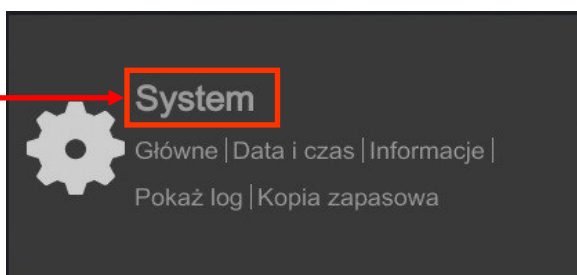 System
Główne|Data i czas|Informacje|
Pokaż log|Kopia zapasowa